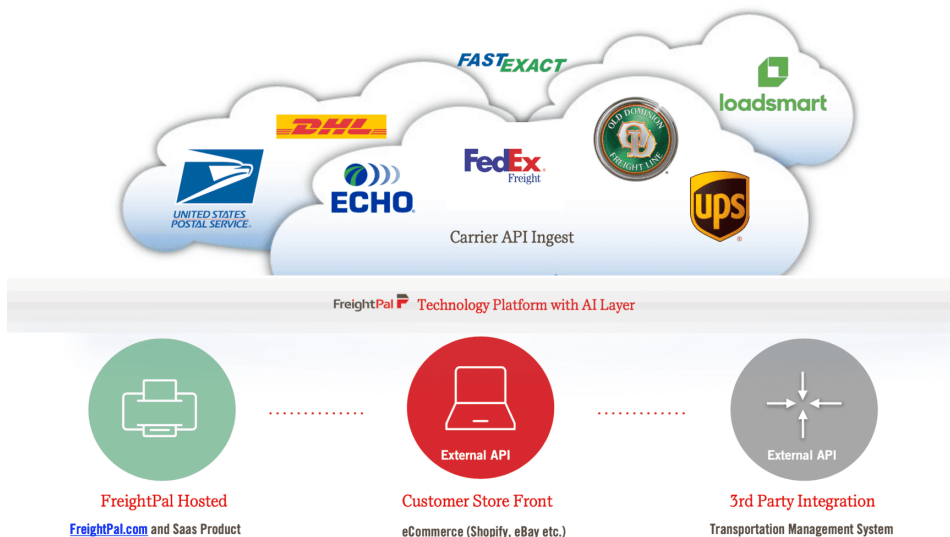 FASTEXACT
loadsmart
DHL
OLD DOMINION
OD
FREIGHT LINE
FedEx®
Freight
UNITED STATES
POSTAL SERVICE®
ECHO®
ups
®
Carrier API Ingest
FreightPal Technology Platform with AI Layer
External API
External API
FreightPal Hosted
Customer Store Front
3rd Party Integration
FreightPal.com and Saas Product
eCommerce (Shopify, eBay etc.)
Transportation Management System